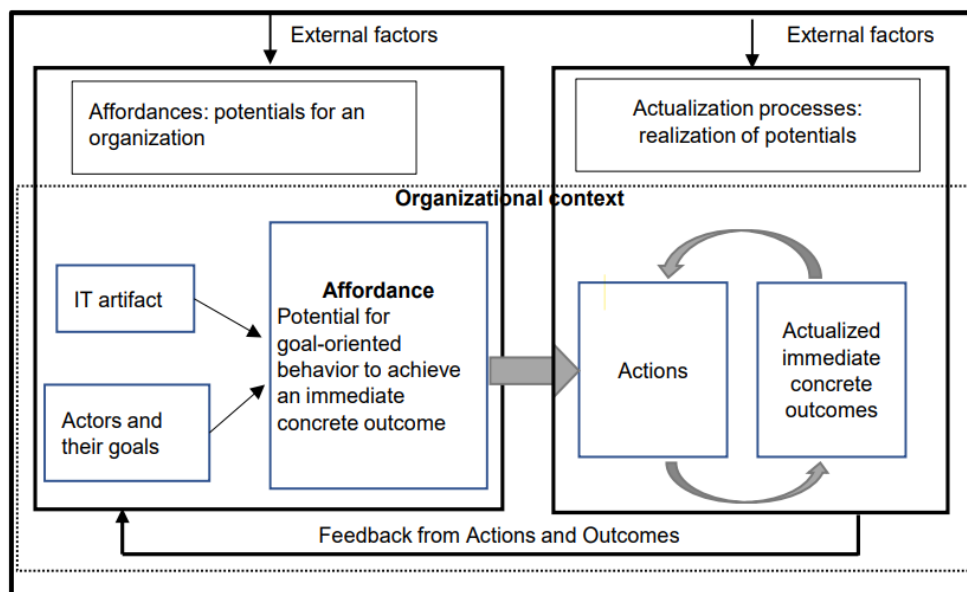 External factors
External factors
Affordances: potentials for an
organization
Actualization processes:
realization of potentials
Organizational context
IT artifact
Actors and
their goals
Affordance
Potential for
goal-oriented
behavior to achieve
an immediate
concrete outcome
Actions
Actualized
immediate
concrete
outcomes
Feedback from Actions and Outcomes